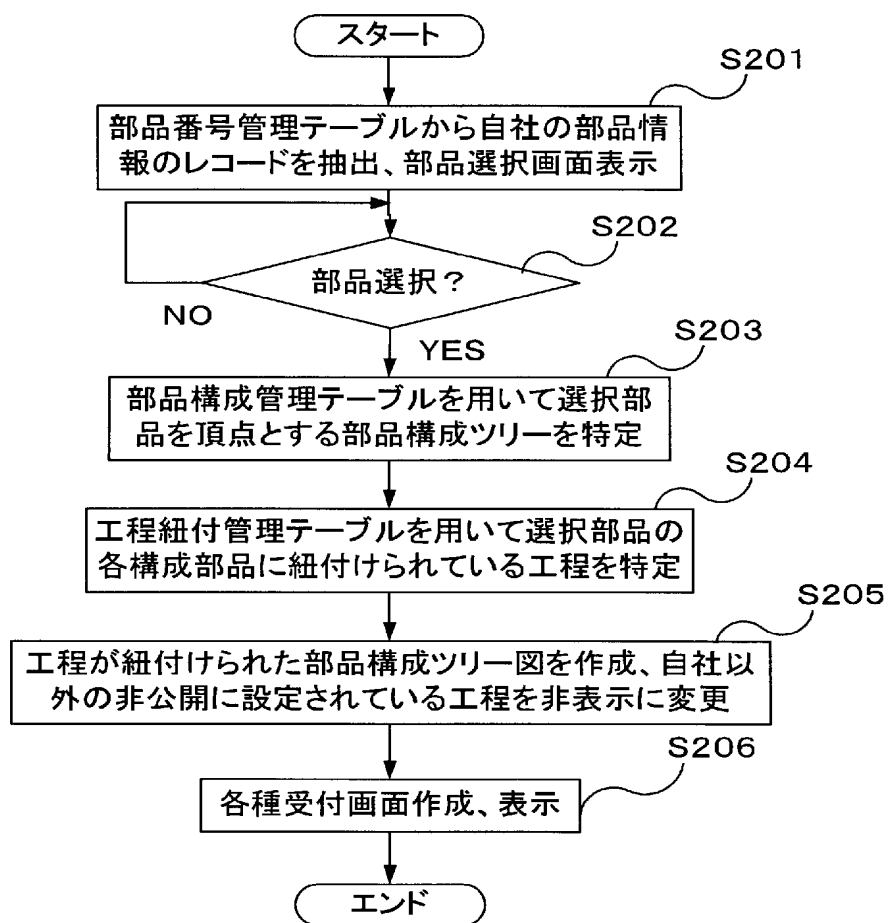 スタート
S201
部品番号管理テーブルから自社の部品情
報のレコードを抽出、部品選択画面表示
S202
部品選択？
NO
YES
S203
部品構成管理テーブルを用いて選択部
品を頂点とする部品構成ツリーを特定
S204
工程紐付管理テーブルを用いて選択部品の
各構成部品に紐付けられている工程を特定
S205
工程が紐付けられた部品構成ツリー図を作成、自社以
外の非公開に設定されている工程を非表示に変更
S206
各種受付画面作成、表示
エンド